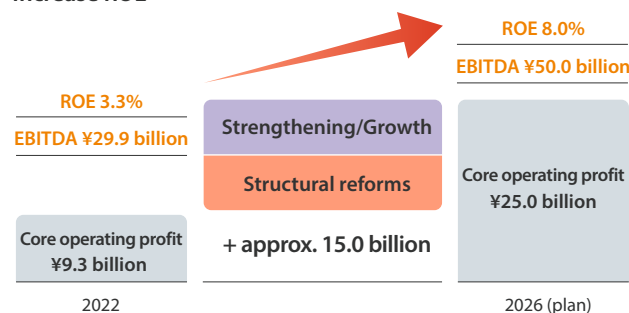 ROE 8.0%
EBITDA ¥50.0 billion
ROE 3.3%
EBITDA ¥29.9 billion
Strengthening/Growth
Structural reforms
+ approx. 15.0 billion
Core operating profit
¥9.3 billion
Core operating profit
¥25.0 billion
2022
2026 (plan)